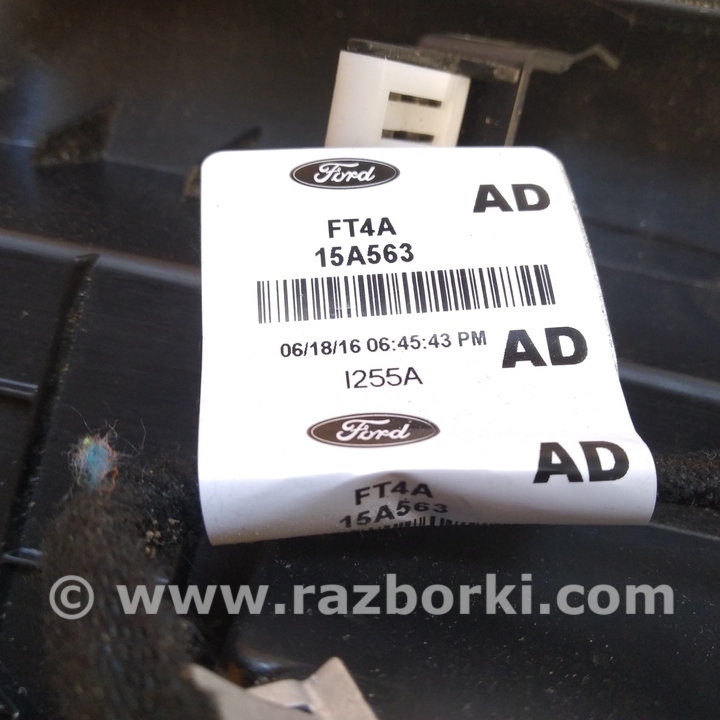 Ford
AD
FT4A
15A563
06/18/16 06:45:43 PM
AD
I255A
Ford
AD
FT4A
15A563
© www.razborki.com